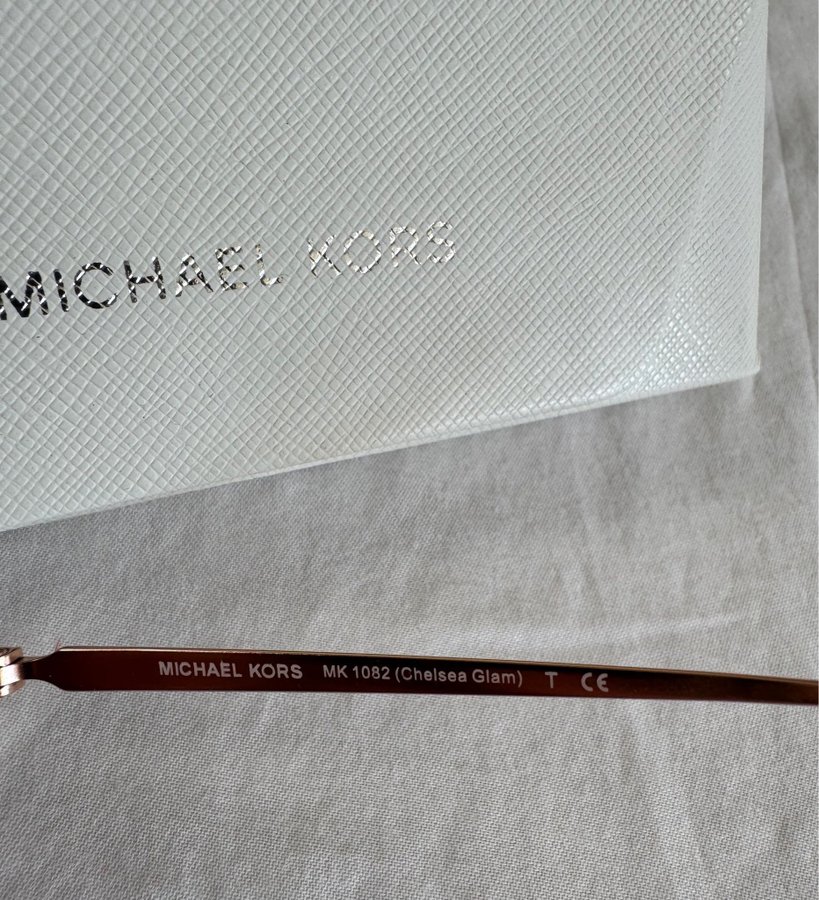 MICHAEL KORS
MICHAEL KORS MK 1082 (Chelsea Glam) T CE